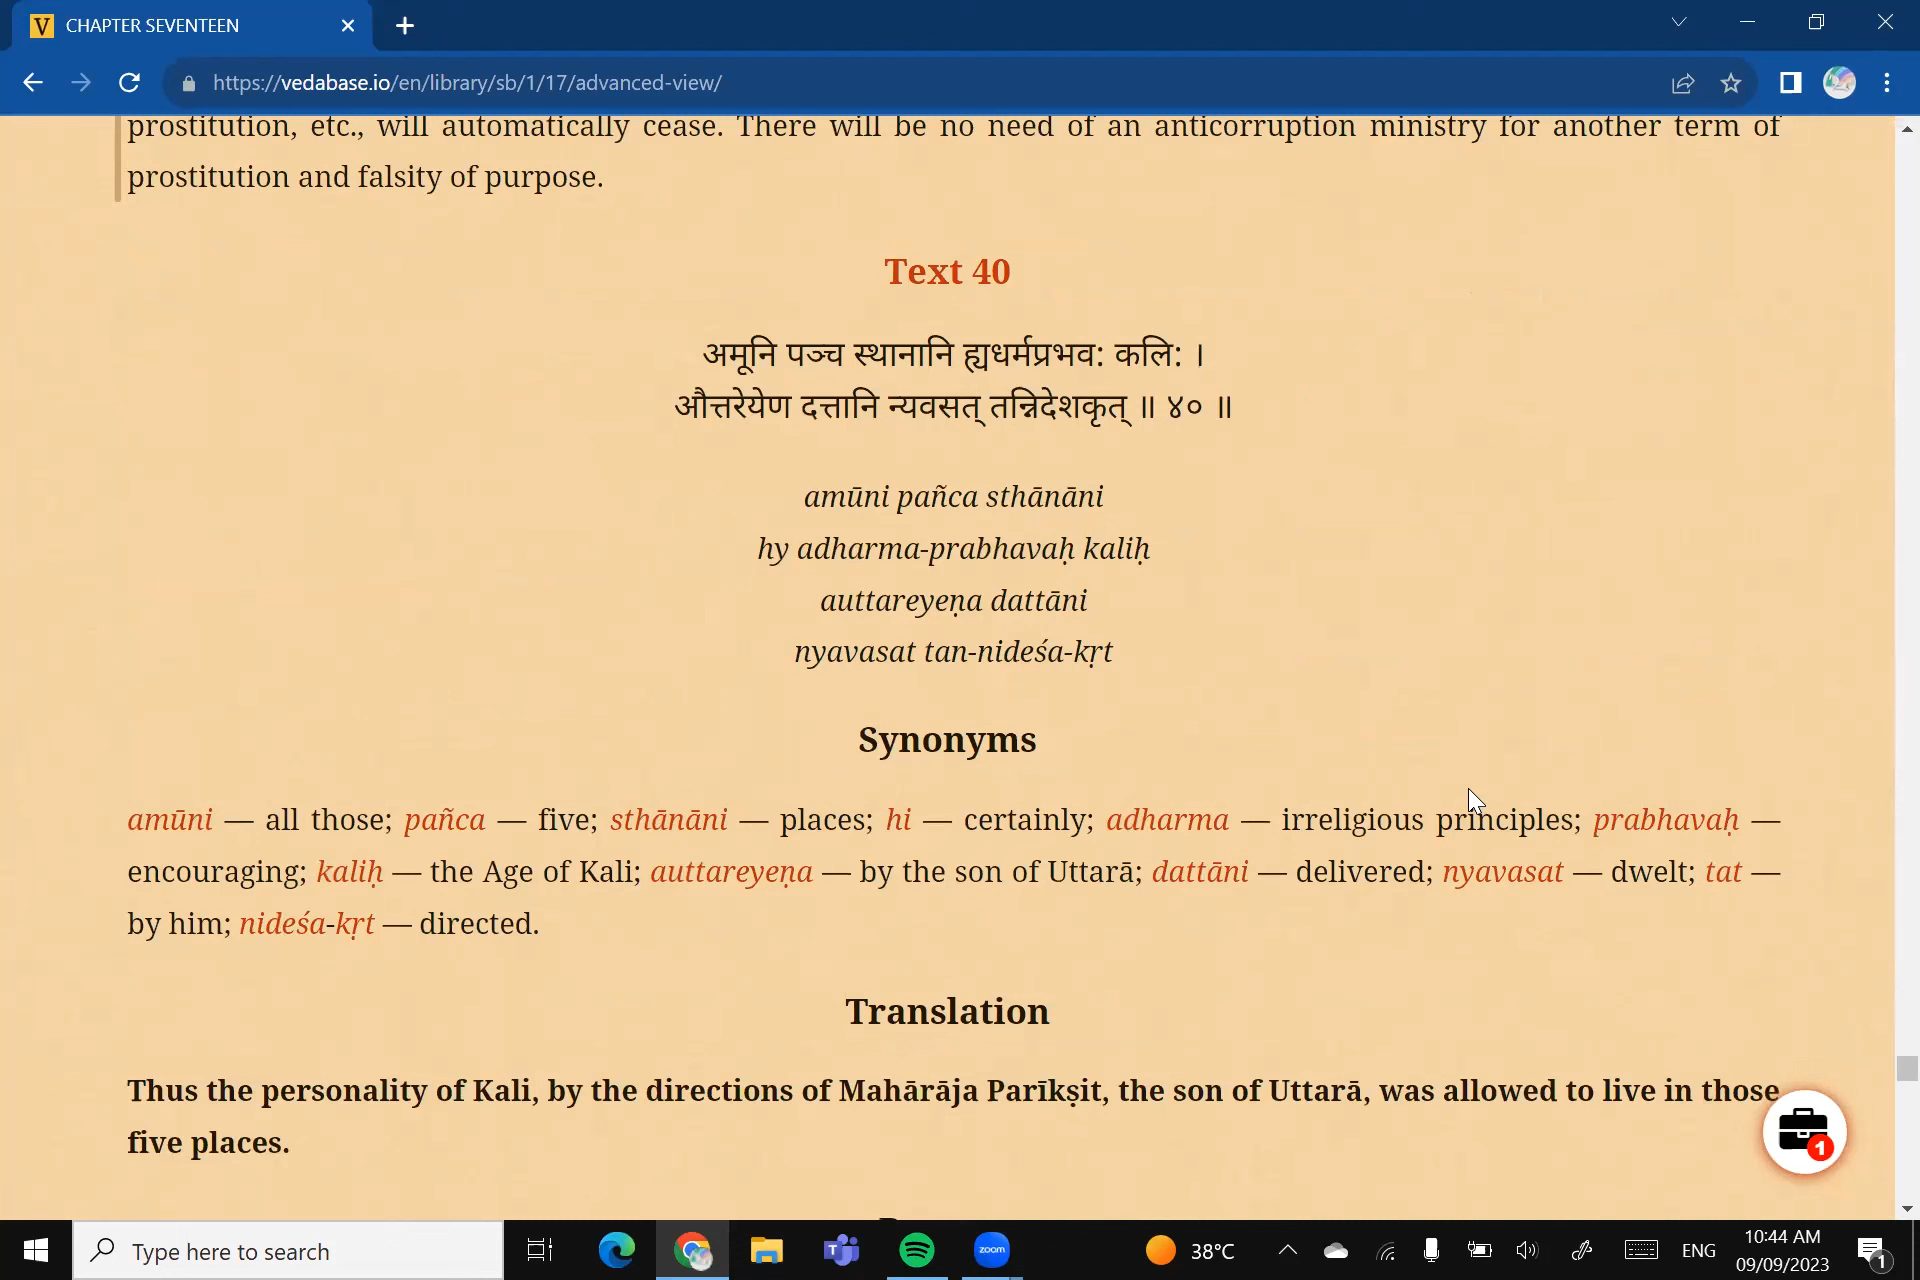 CHAPTER SEVENTEEN
https://vedabase.io/en/library/sb/1/17/advanced-view/
prostitution, etc., will automatically cease. There will be no need of an anticorruption ministry for another term of
prostitution and falsity of purpose.
Text 40
अमूनि पञ्च स्थानानि ह्यधर्मप्रभव: कलि: ।
औत्तरेयेण दत्तानि न्यवसत् तन्निदेशकृत् ॥ ४० ॥
amūni pañca sthānāni
hy adharma-prabhavaḥ kaliḥ
auttareyeṇa dattāni
nyavasat tan-nideśa-kṛt
Synonyms
amūni — all those; pañca — five; sthānāni — places; hi — certainly; adharma — irreligious principles; prabhavaḥ —
encouraging; kaliḥ — the Age of Kali; auttareyeṇa — by the son of Uttarā; dattāni — delivered; nyavasat — dwelt; tat —
by him; nideśa-kṛt — directed.
Translation
Thus the personality of Kali, by the directions of Mahārāja Parīkṣit, the son of Uttarā, was allowed to live in those
five places.
1
Type here to search
zoom
38°C
ENG
10:44 AM
09/09/2023
1